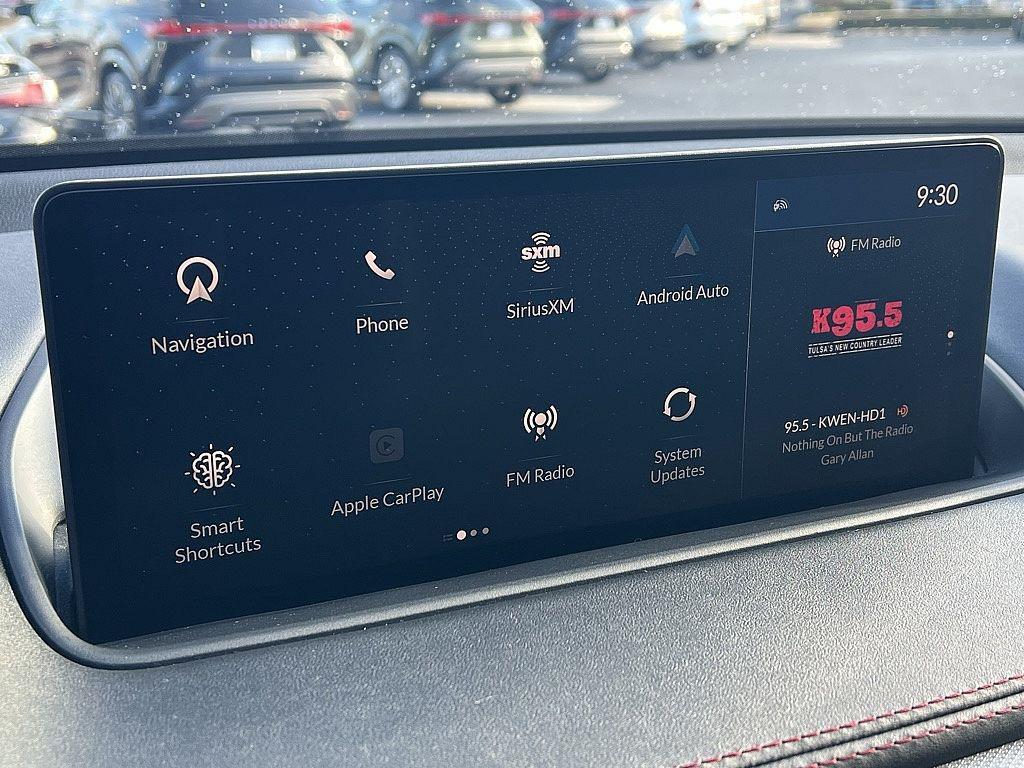 9:30
Navigation
Phone
sxm
SiriusXM
Android Auto
Smart
Shortcuts
Apple CarPlay
FM Radio
System
Updates
FM Radio
K95.5
TULSA'S NEW COUNTRY LEADER
95.5 - KWEN-HD1
Nothing On But The Radio
Gary Allan